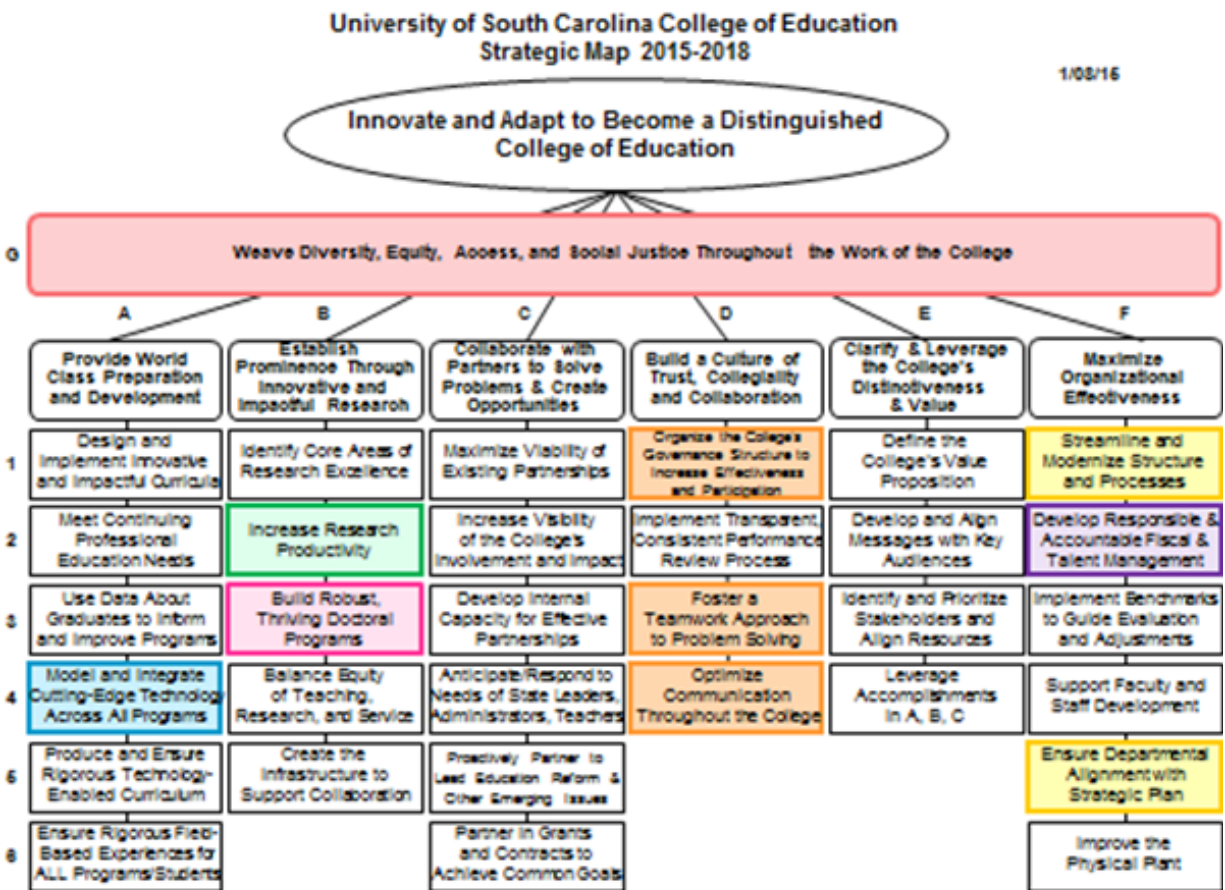 University of South Carolina College of Education
Strategic Map 2015-2018
1/08/15
Innovate and Adapt to Become a Distinguished
College of Education
G
Weave Diversity, Equity, Access, and Social Justice Throughout the Work of the College
A
B
C
D
E
F
Provide World
Class Preparation
and Development
Establish
Prominence Through
Innovative and
Impactful Research
Collaborate with
Partners to Solve
Problems & Create
Opportunities
Build a Culture of
Trust, Collegiality
and Collaboration
Clarify & Leverage
the College's
Distinctiveness
& Value
Maximize
Organizational
Effectiveness
1
Design and
Implement Innovative
and Impactful Curricula
Identify Core Areas of
Research Excellence
Maximize Viability of
Existing Partnerships
Organize the College's
Governance Structure to
Increase Effectiveness
and Participation
Define the
College's Value
Proposition
Streamline and
Modernize Structure
and Processes
2
Meet Continuing
Professional
Education Needs
Increase Research
Productivity
Increase Visibility
of the College's
Involvement and Impact
Implement Transparent,
Consistent Performance
Review Process
Develop and Align
Messages with Key
Audiences
Develop Responsible &
Accountable Fiscal &
Talent Management
3
Use Data About
Graduates to Inform
and Improve Programs
Build Robust,
Thriving Doctoral
Programs
Develop Internal
Capacity for Effective
Partnerships
Foster a
Teamwork Approach
to Problem Solving
Identify and Prioritize
Stakeholders and
Align Resources
Implement Benchmarks
to Guide Evaluation
and Adjustments
4
Model and Integrate
Cutting-Edge Technology
Across All Programs
Balance Equity
of Teaching,
Research, and Service
Anticipate/Respond to
Needs of State Leaders,
Administrators, Teachers
Optimize
Communication
Throughout the College
Leverage
Accomplishments
in A, B, C
Support Faculty and
Staff Development
5
Produce and Ensure
Rigorous Technology-
Enabled Curriculum
Create the
Infrastructure to
Support Collaboration
Proactively Partner to
Lead Education Reform &
Other Emerging Issues
Ensure Departmental
Alignment with
Strategic Plan
6
Ensure Rigorous Field-
Based Experiences for
ALL Programs/Students
Partner in Grants
and Contracts to
Achieve Common Goals
Improve the
Physical Plant